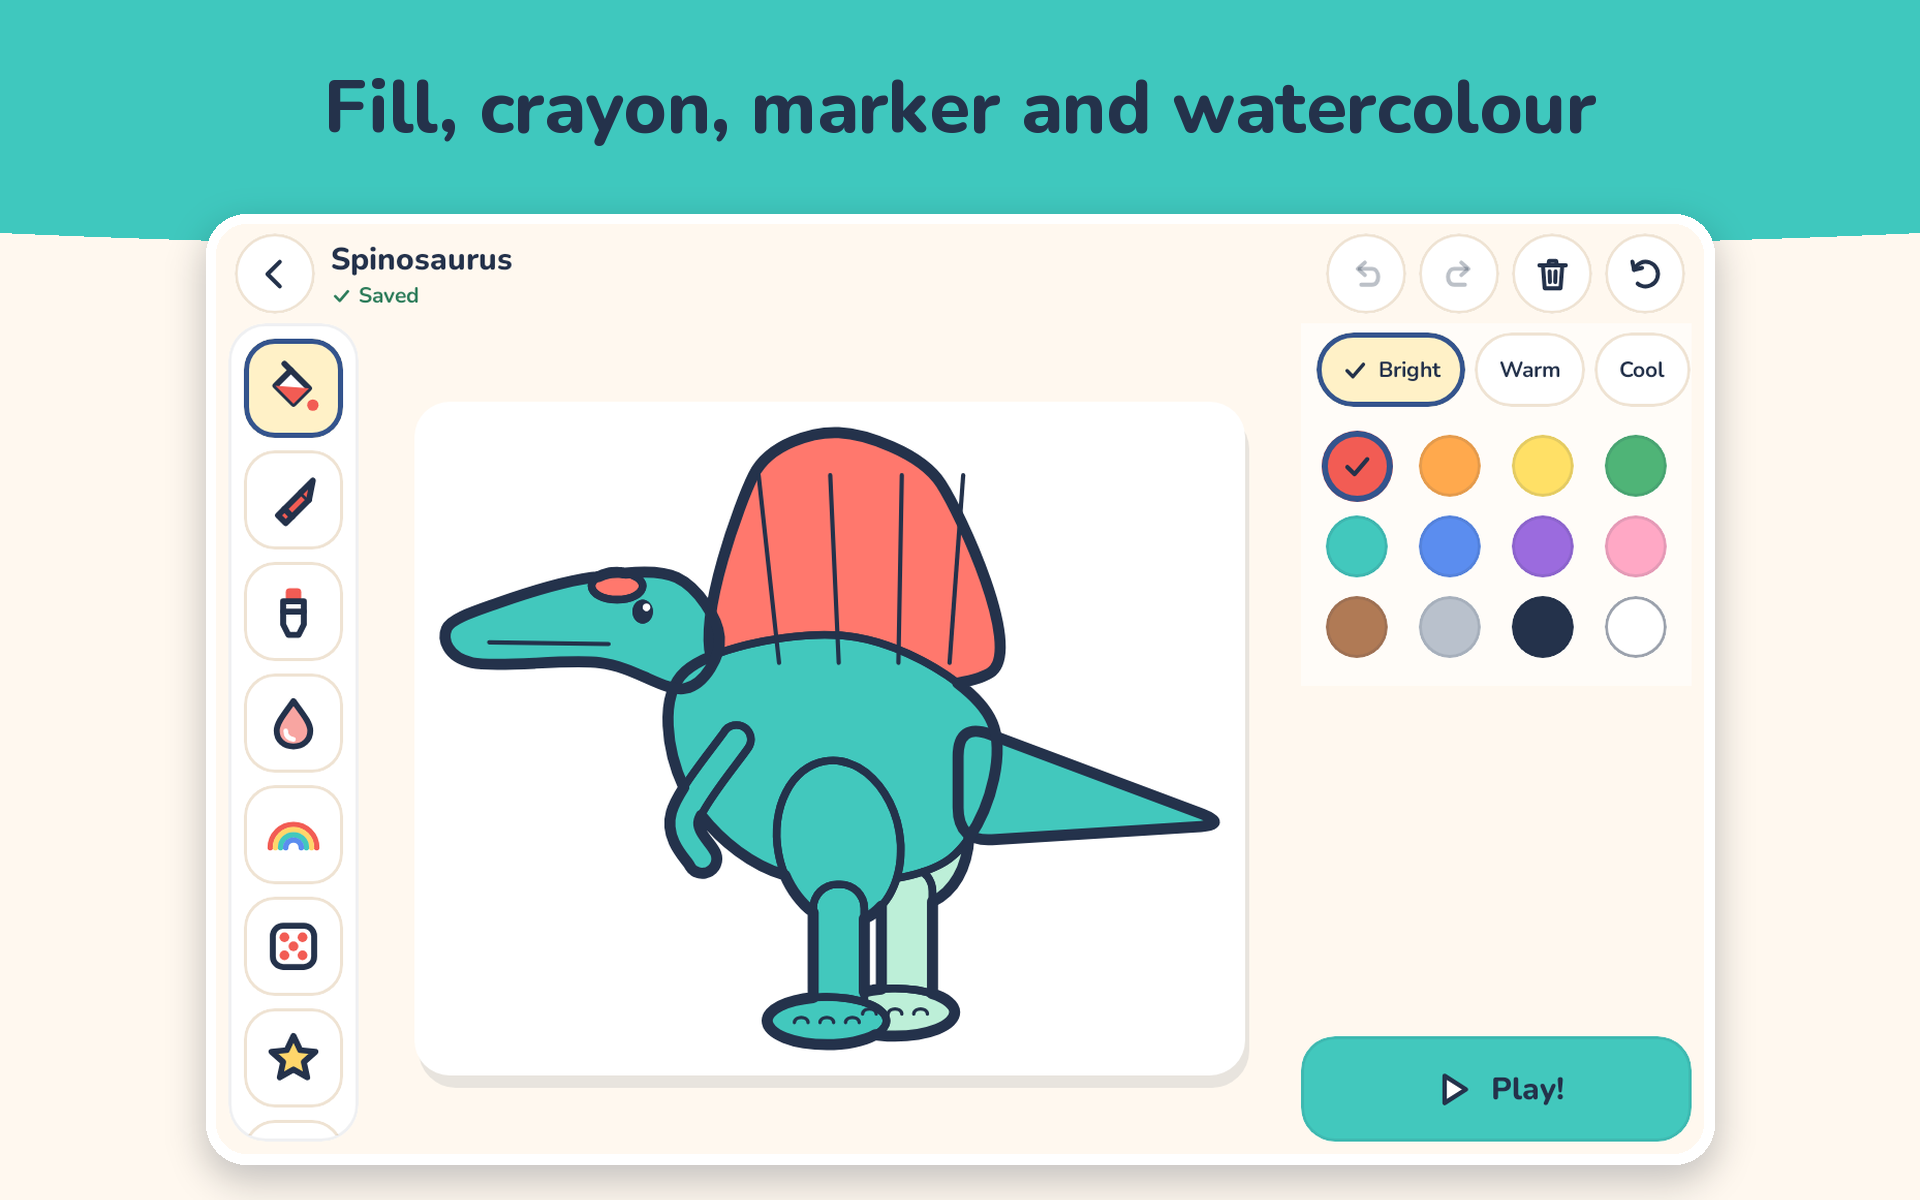 Fill, crayon, marker and watercolour
Spinosaurus
Saved
Bright
Warm
Cool
Play!